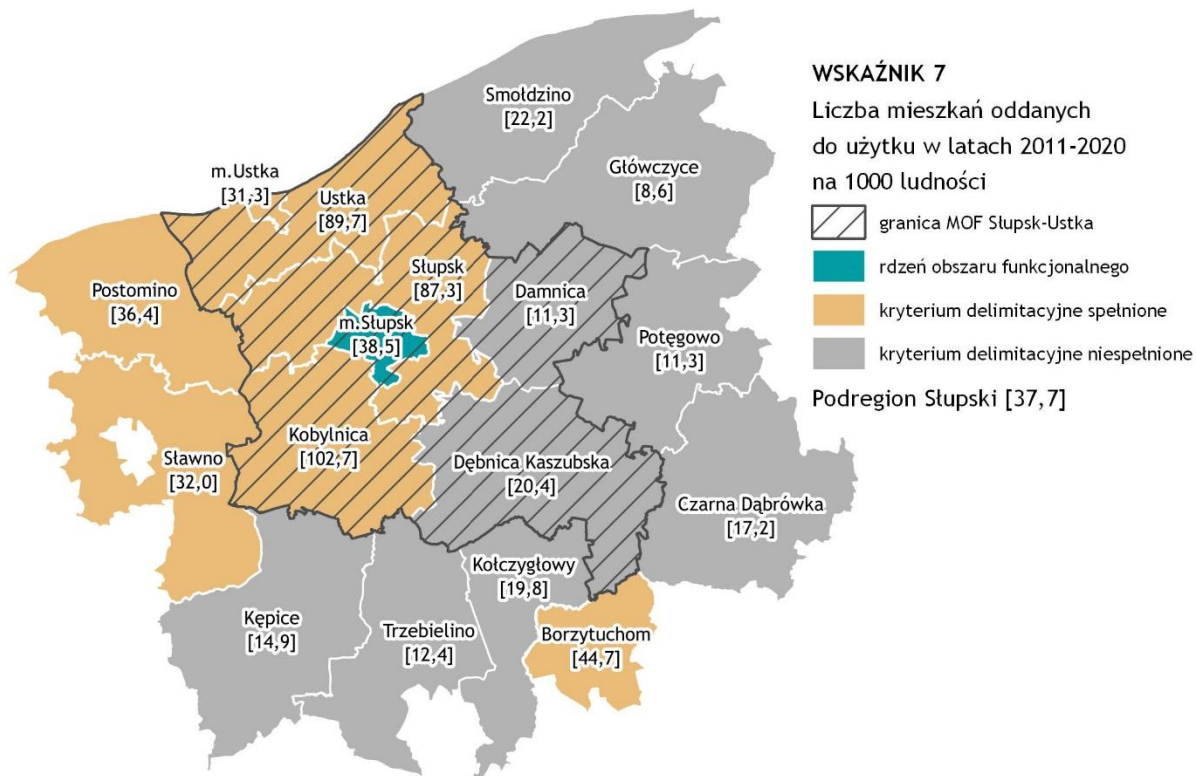 WSKAŹNIK 7
Liczba mieszkań oddanych
do użytku w latach 2011-2020
na 1000 ludności
granica MOF Słupsk-Ustka
rdzeń obszaru funkcjonalnego
kryterium delimitacyjne spełnione
kryterium delimitacyjne niespełnione
Podregion Słupski [37,7]
Smołdzino
[22,2]
Główczyce
[8,6]
m.Ustka
[31,3]
Ustka
[89,7]
Słupsk
[87,3]
Postomino
[36,4]
Damnica
[11,3]
m.Słupsk
[38,5]
Potęgowo
[11,3]
Kobylnica
[102,7]
Sławno
[32,0]
Dębnica Kaszubska
[20,4]
Czarna Dąbrówka
[17,2]
Kołczygłowy
[19,8]
Kępice
[14,9]
Trzebielino
[12,4]
Borzytuchom
[44,7]